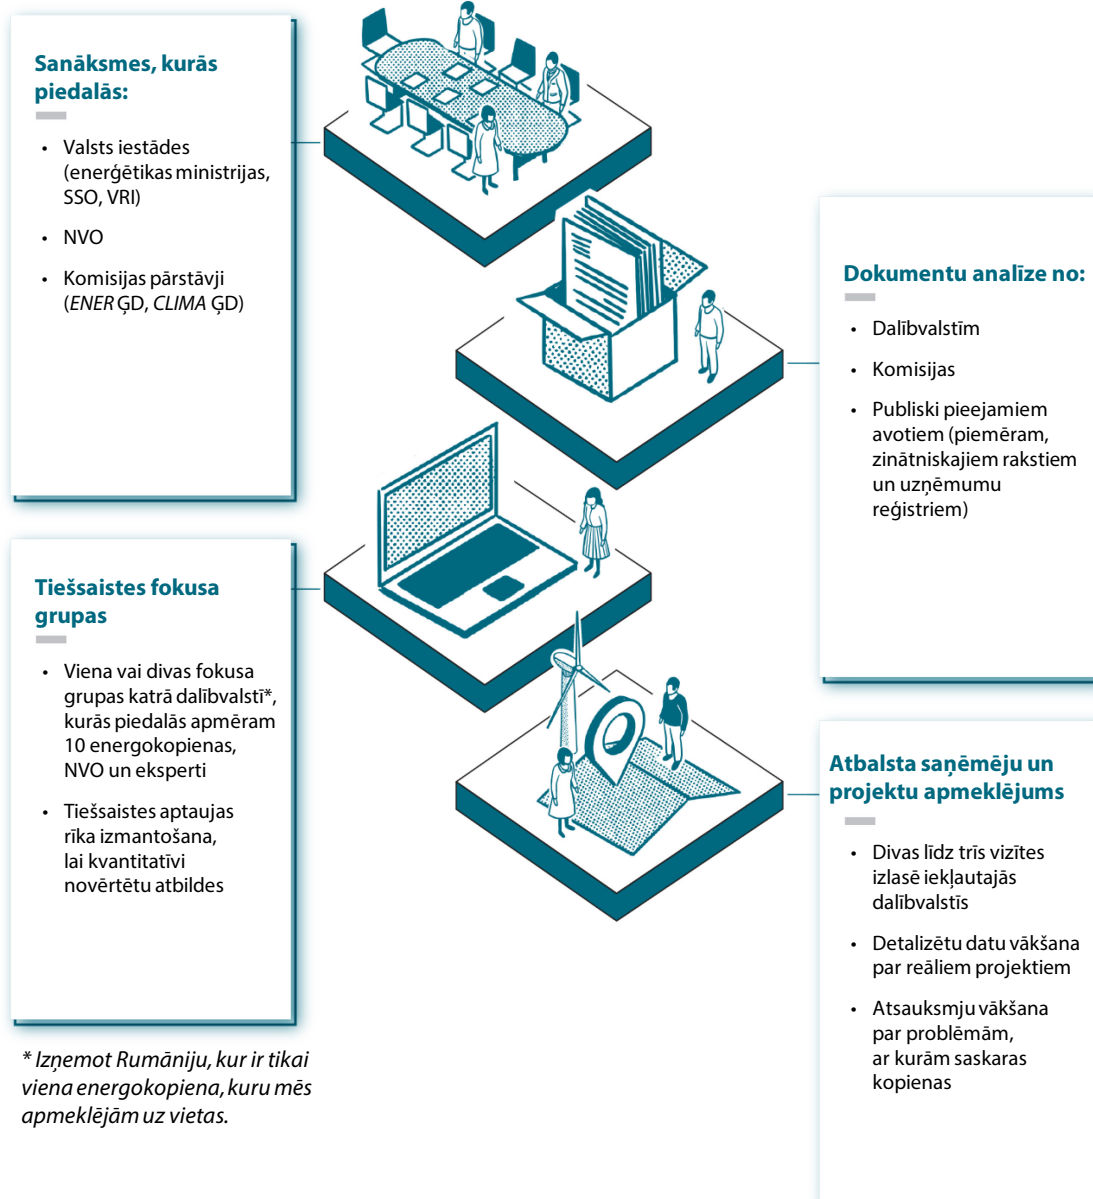 Sanāksmes, kurās
piedalās:
• Valsts iestādes
(enerģētikas ministrijas,
SSO, VRI)
• NVO
• Komisijas pārstāvji
(ENER ĢD, CLIMA ĢD)
Dokumentu analīze no:
• Dalībvalstīm
• Komisijas
• Publiski pieejamiem
avotiem (piemēram,
zinātniskajiem rakstiem
un uzņēmumu
reģistriem)
Tiešsaistes fokusa
grupas
• Viena vai divas fokusa
grupas katrā dalībvalstī*,
kurās piedalās apmēram
10 energokopienas,
NVO un eksperti
• Tiešsaistes aptaujas
rīka izmantošana,
lai kvantitatīvi
novērtētu atbildes
Atbalsta saņēmēju un
projektu apmeklējums
• Divas līdz trīs vizītes
izlasē iekļautajās
dalībvalstīs
• Detalizētu datu vākšana
par reāliem projektiem
• Atsauksmju vākšana
par problēmām,
ar kurām saskaras
kopienas
* Izņemot Rumāniju, kur ir tikai
viena energokopiena, kuru mēs
apmeklējām uz vietas.